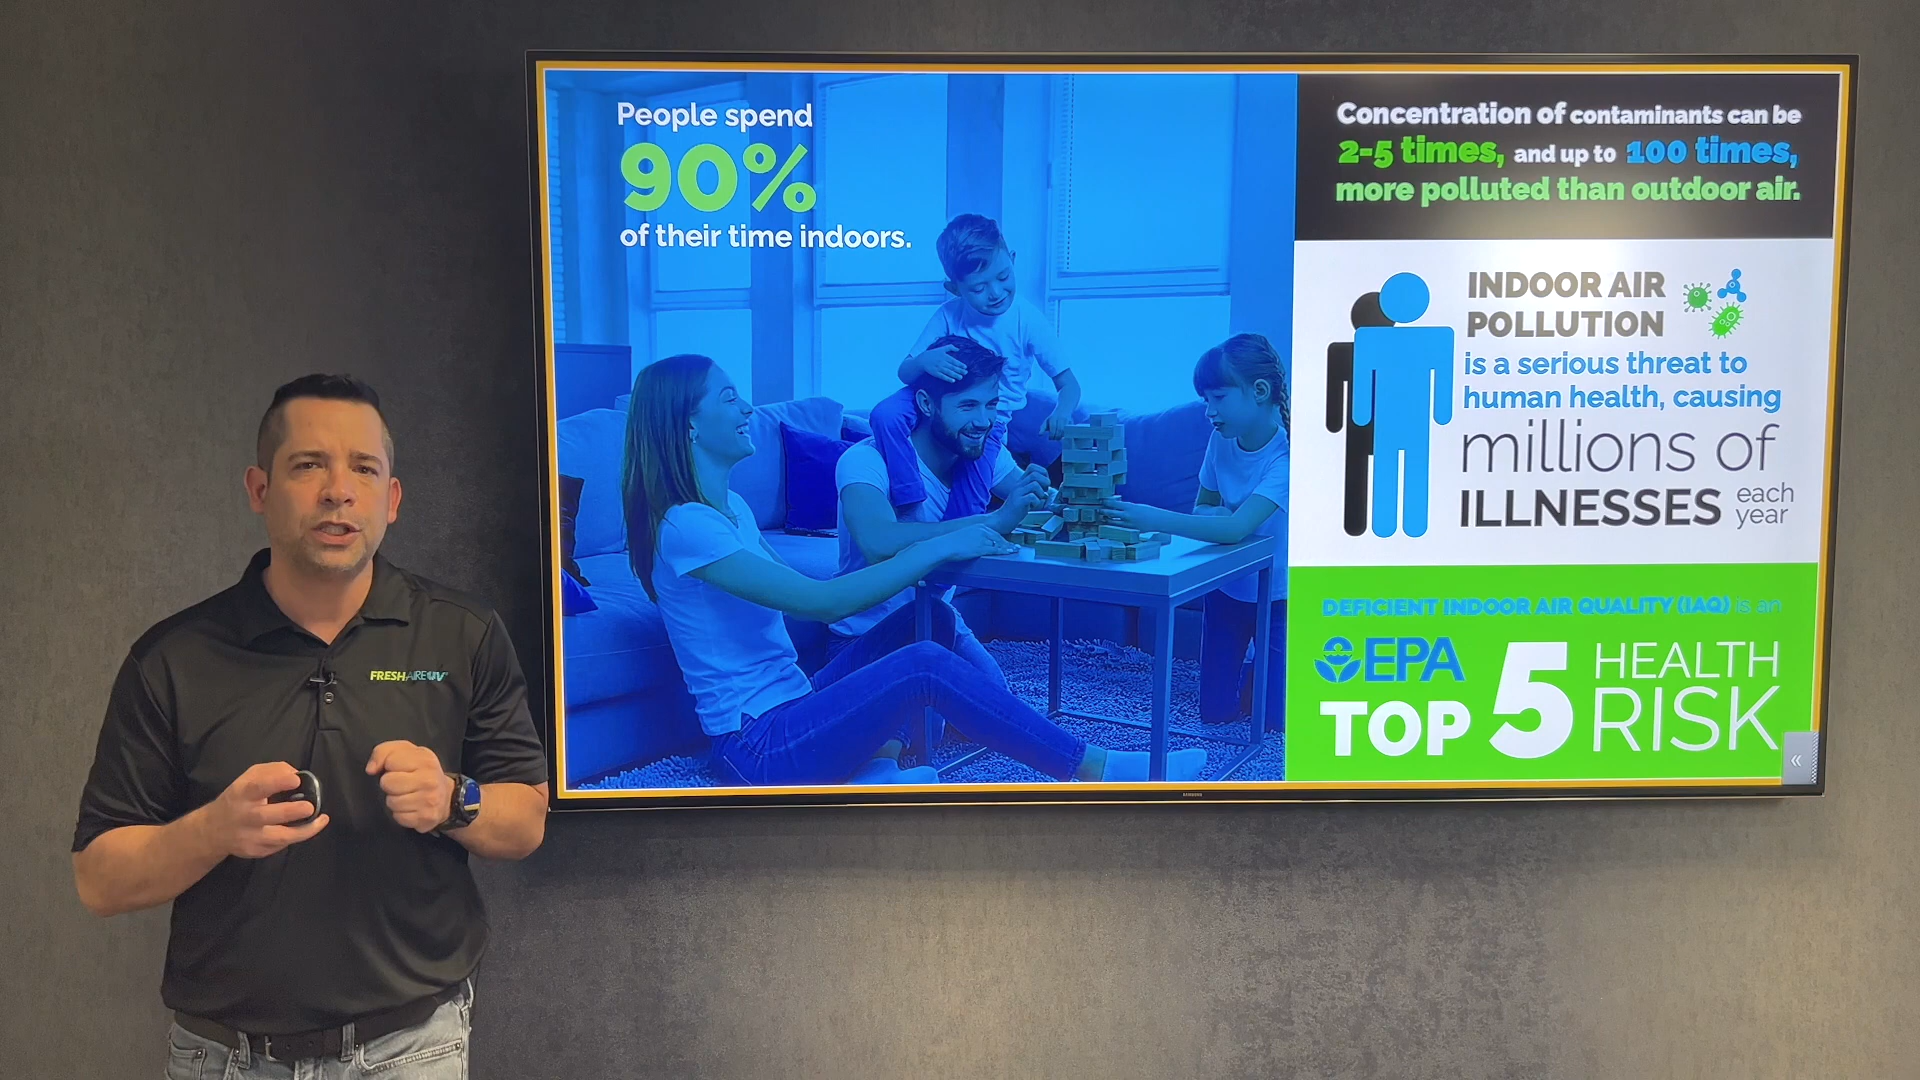 People spend
90%
of their time indoors.
Concentration of contaminants can be
2-5 times, and up to 100 times,
more polluted than outdoor air.
INDOOR AIR
POLLUTION
is a serious threat to
human health, causing
millions of
ILLNESSES each
year
DEFICIENT INDOOR AIR QUALITY (IAQ) is an
EPA
TOP 5 HEALTH
RISK
«
SAMSUNG
FRESHAIREUV